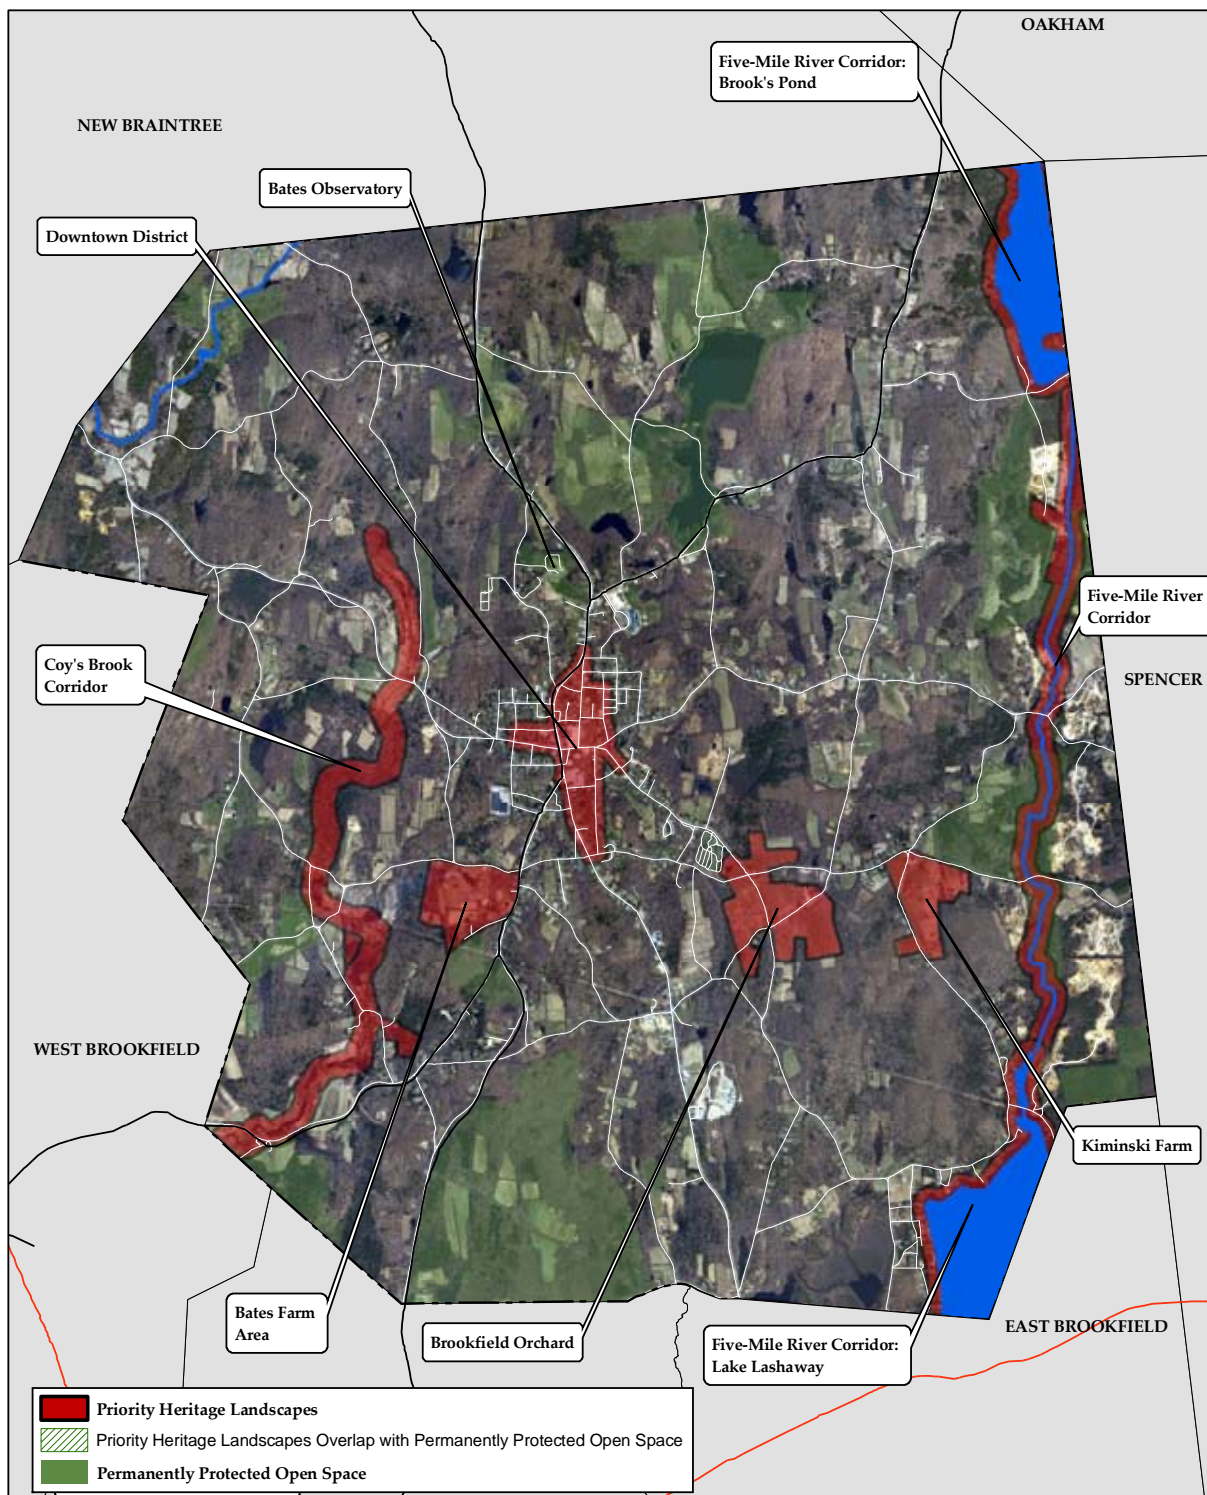 OAKHAM
Five-Mile River Corridor:
Brook's Pond
NEW BRAINTREE
Bates Observatory
Downtown District
Five-Mile River
Corridor
Coy's Brook
Corridor
SPENCER
WEST BROOKFIELD
Kiminski Farm
Bates Farm
Area
Brookfield Orchard
Five-Mile River Corridor:
Lake Lashaway
EAST BROOKFIELD
Priority Heritage Landscapes
Priority Heritage Landscapes Overlap with Permanently Protected Open Space
Permanently Protected Open Space